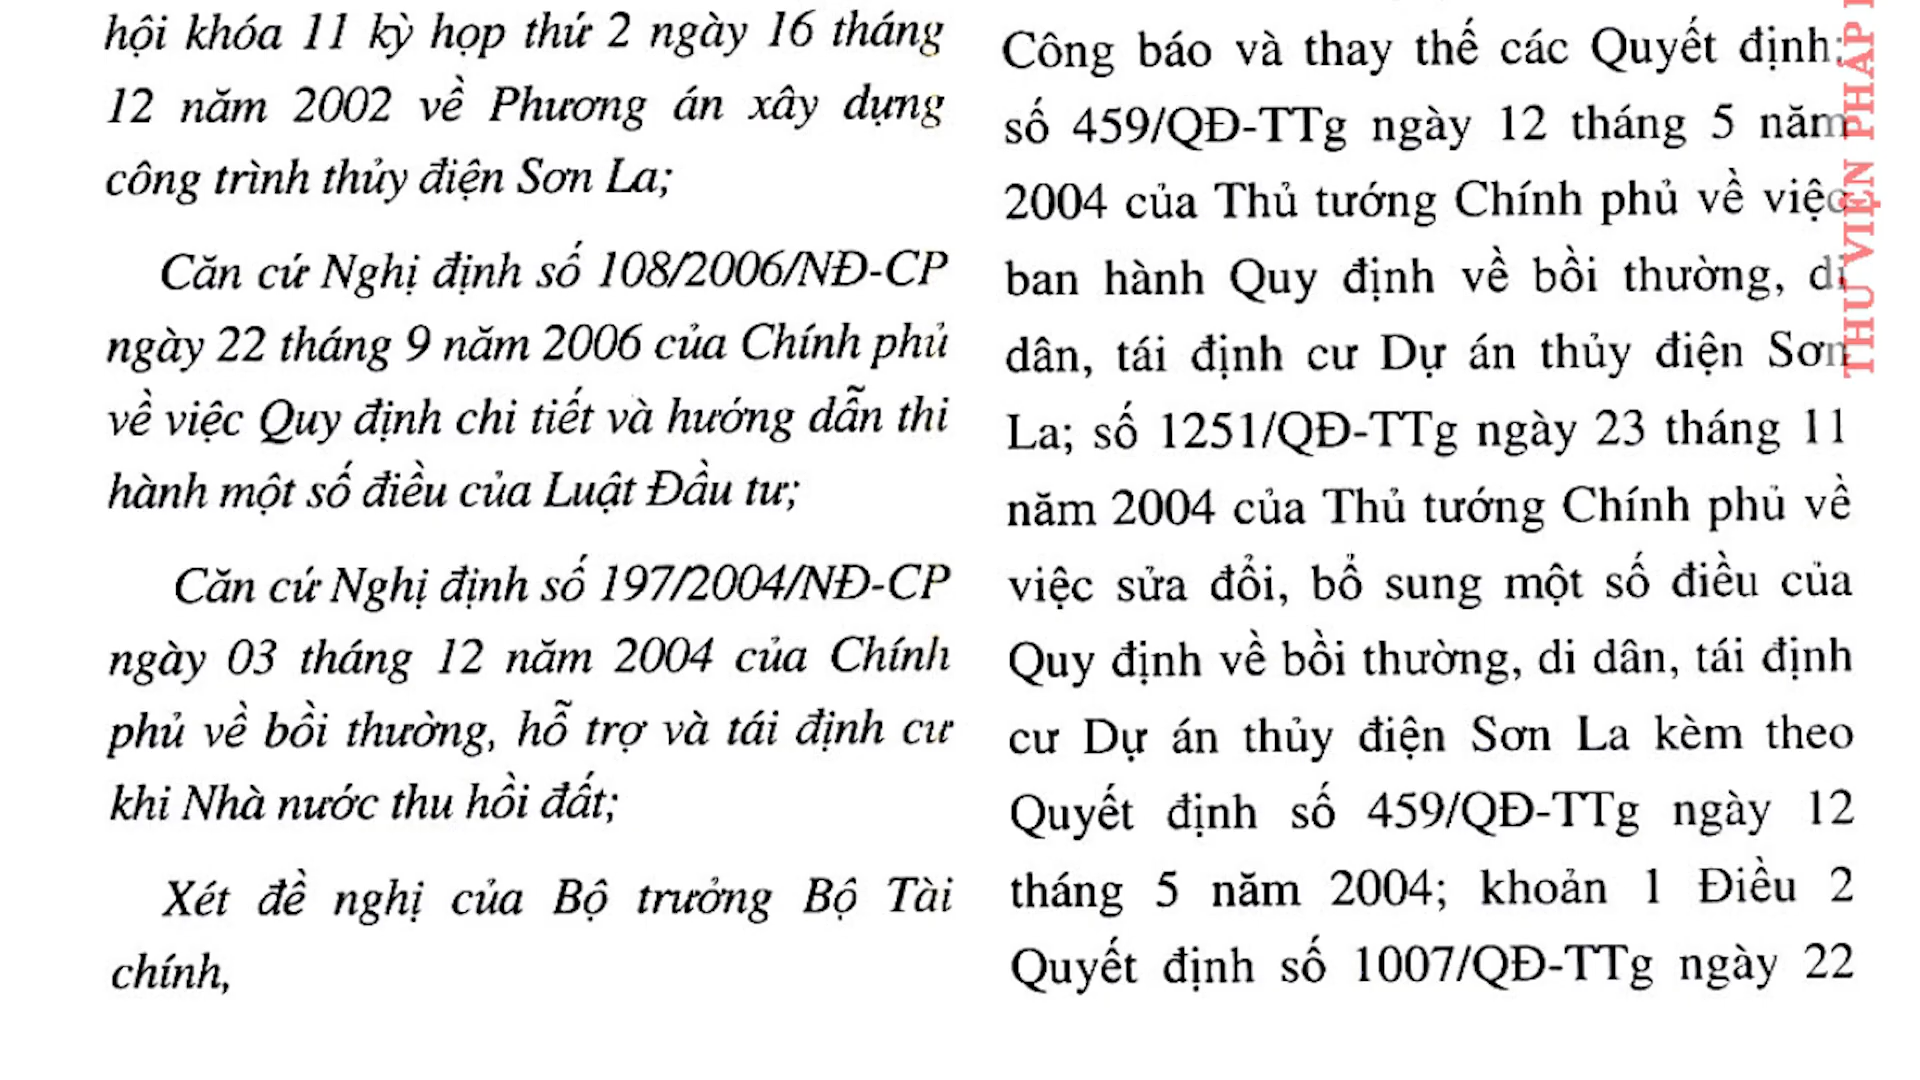 hội khóa 11 kỳ họp thứ 2 ngày 16 tháng
12 năm 2002 về Phương án xây dựng
công trình thủy điện Sơn La;
Căn cứ Nghị định số 108/2006/NĐ-CP
ngày 22 tháng 9 năm 2006 của Chính phủ
về việc Quy định chi tiết và hướng dẫn thi
hành một số điều của Luật Đầu tư;
Căn cứ Nghị định số 197/2004/NĐ-CP
ngày 03 tháng 12 năm 2004 của Chính
phủ về bồi thường, hỗ trợ và tái định cư
khi Nhà nước thu hồi đất;
Xét đề nghị của Bộ trưởng Bộ Tài
chính,
Công báo và thay thế các Quyết định:
số 459/QĐ-TTg ngày 12 tháng 5 năm
2004 của Thủ tướng Chính phủ về việc
ban hành Quy định về bồi thường, di
dân, tái định cư Dự án thủy điện Sơn
La; số 1251/QĐ-TTg ngày 23 tháng 11
năm 2004 của Thủ tướng Chính phủ về
việc sửa đổi, bổ sung một số điều của
Quy định về bồi thường, di dân, tái định
cư Dự án thủy điện Sơn La kèm theo
Quyết định số 459/QĐ-TTg ngày 12
tháng 5 năm 2004; khoản 1 Điều 2
Quyết định số 1007/QĐ-TTg ngày 22
THƯ VIỆN PHÁP